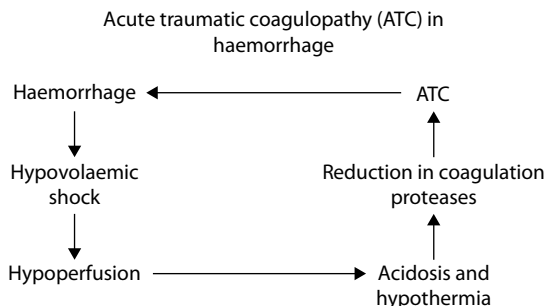 Acute traumatic coagulopathy (ATC) in
haemorrhage
Haemorrhage
ATC
Hypovolaemic
shock
Reduction in coagulation
proteases
Hypoperfusion
Acidosis and
hypothermia